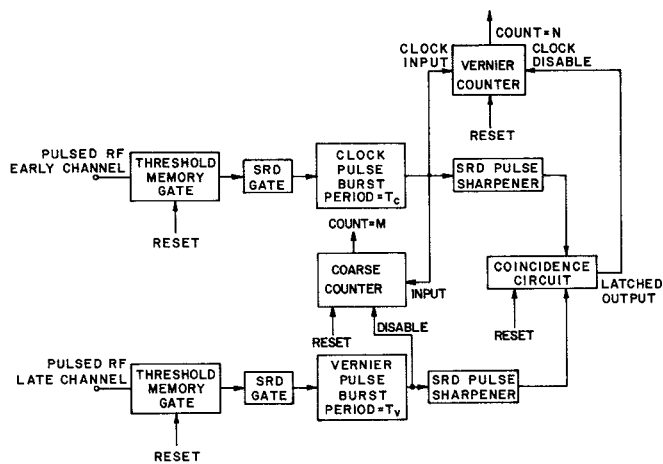 COUNT=N
CLOCK
INPUT
VERNIER
COUNTER
CLOCK
DISABLE
RESET
PULSED RF
EARLY CHANNEL
THRESHOLD
MEMORY
GATE
RESET
SRD
GATE
CLOCK
PULSE
BURST
PERIOD=TC
SRD PULSE
SHARPENER
COUNT=M
COARSE
COUNTER
INPUT
RESET
DISABLE
COINCIDENCE
CIRCUIT
LATCHED
OUTPUT
RESET
PULSED RF
LATE CHANNEL
THRESHOLD
MEMORY
GATE
RESET
SRD
GATE
VERNIER
PULSE
BURST
PERIOD=TV
SRD PULSE
SHARPENER